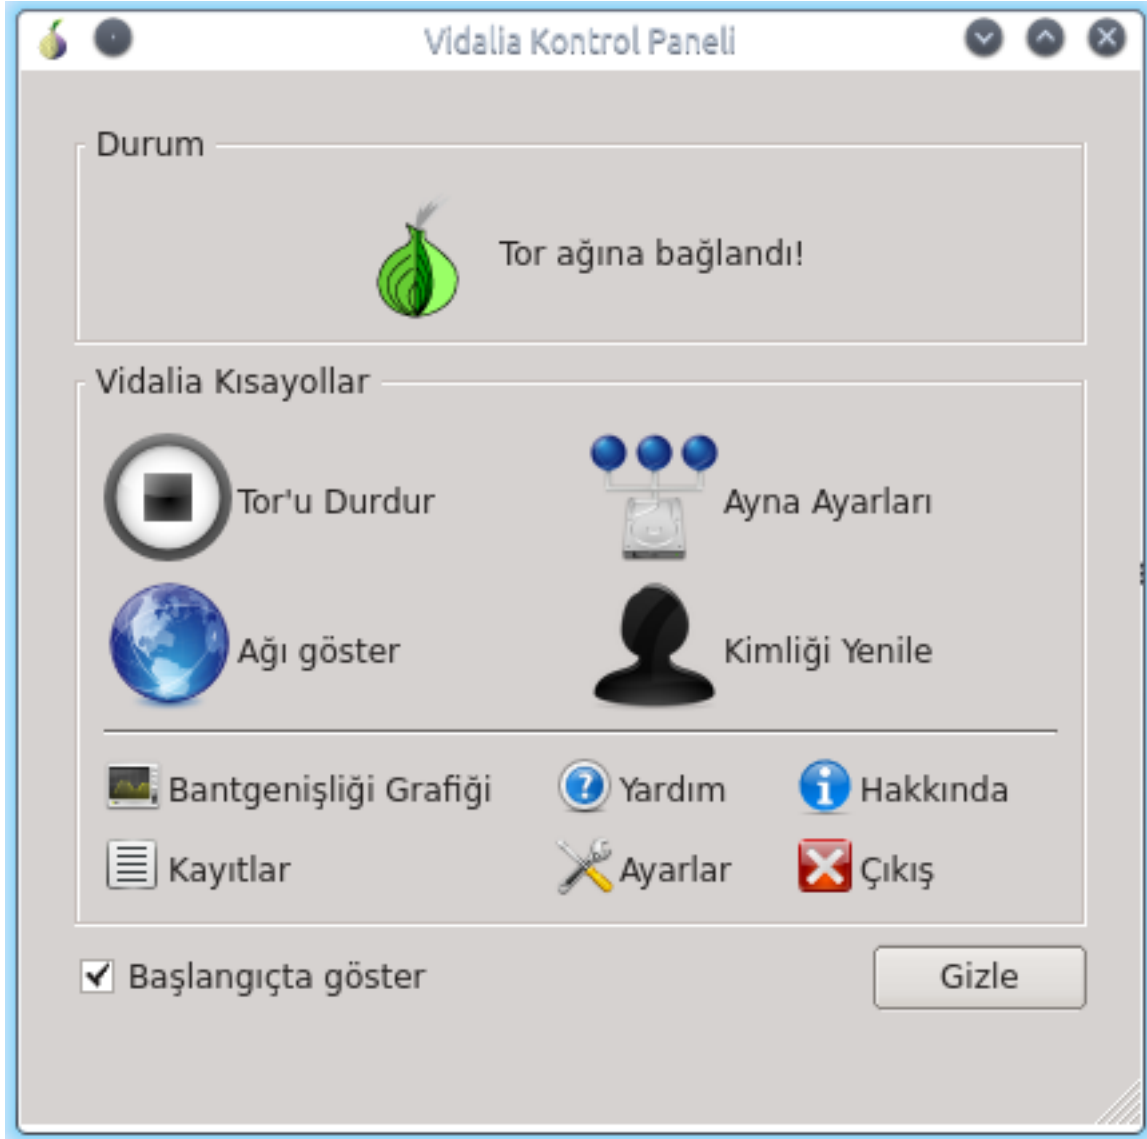 Vidalia Kontrol Paneli
Durum
Tor ağına bağlandı!
Vidalia Kısayollar
Tor'u Durdur
Ayna Ayarları
Ağı göster
Kimliği Yenile
Bantgenişliği Grafiği
Yardım
Hakkında
Kayıtlar
Ayarlar
Çıkış
Başlangıçta göster
Gizle